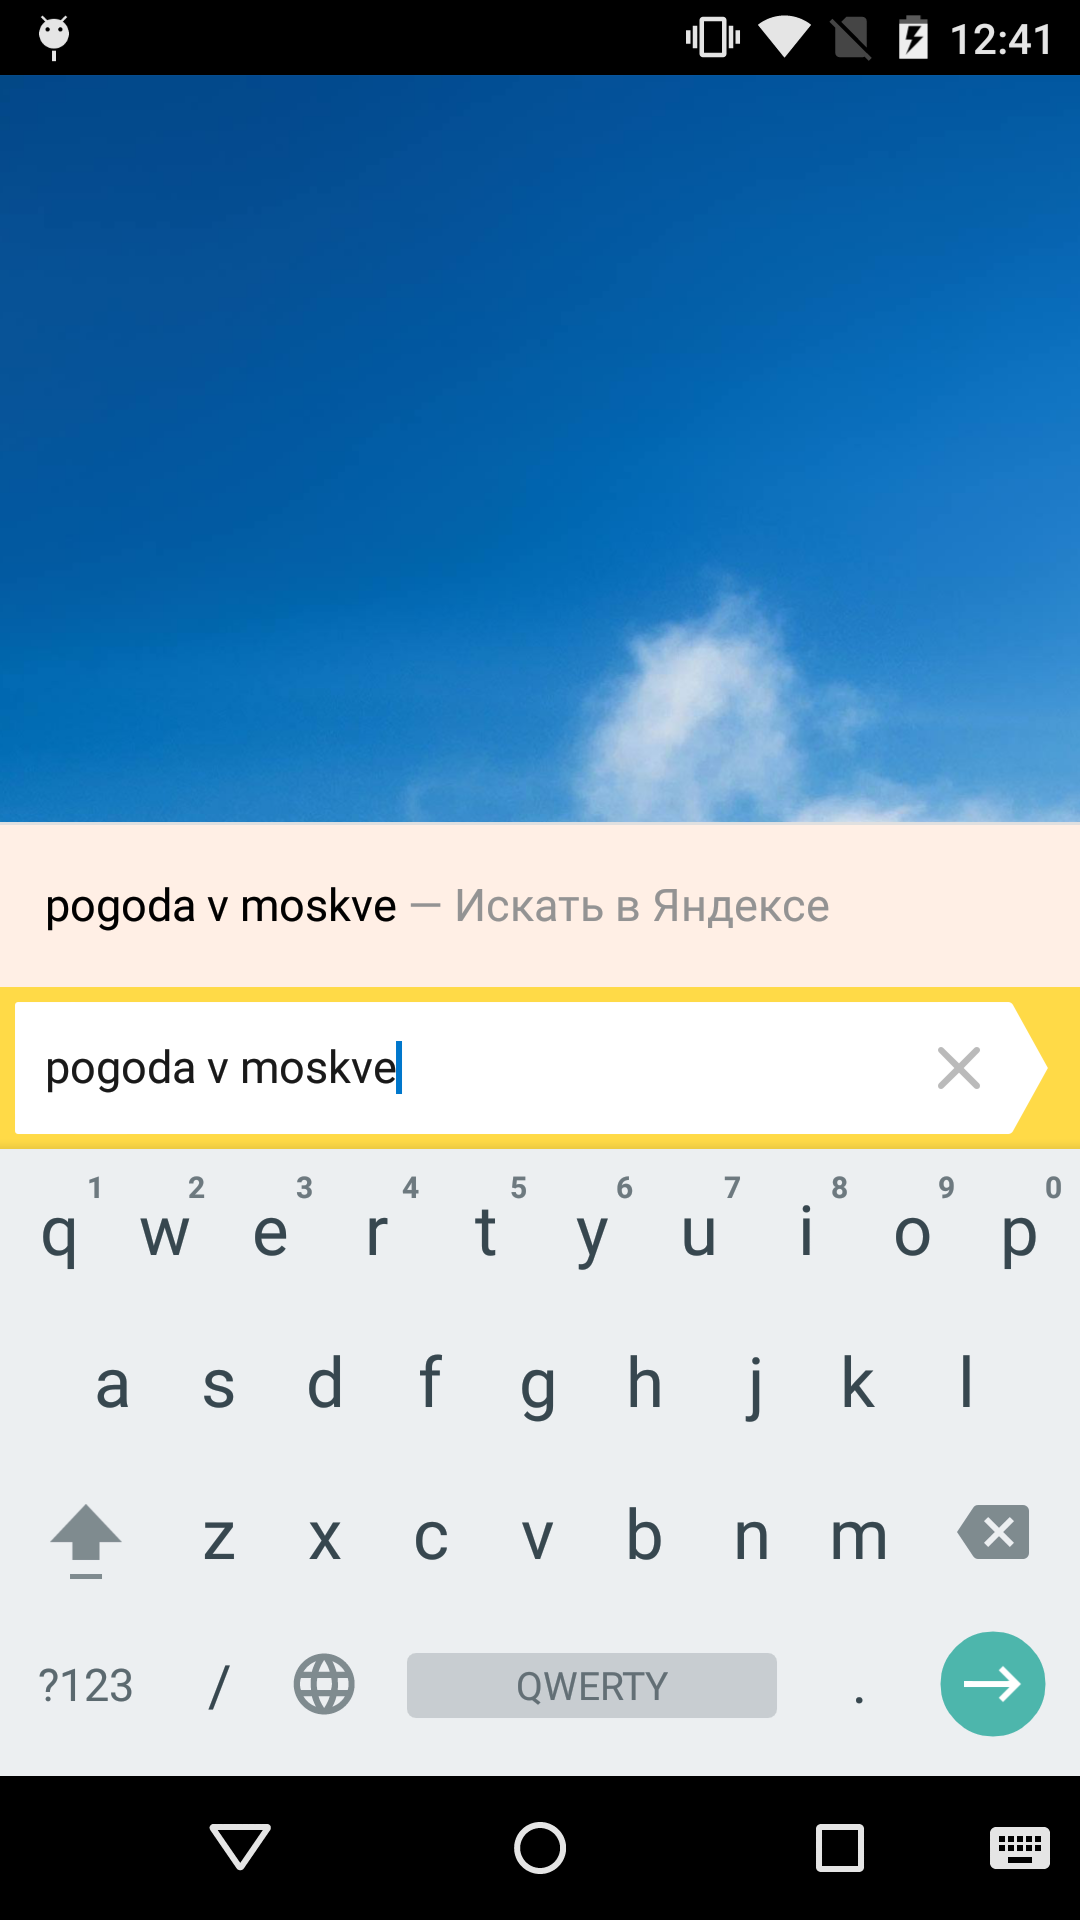 12:41
pogoda v moskve — Искать в Яндексе
pogoda v moskve
1 2 3 4 5 6 7 8 9 0
q w e r t y u i o p
a s d f g h j k l
z x c v b n m
?123 / QWERTY .